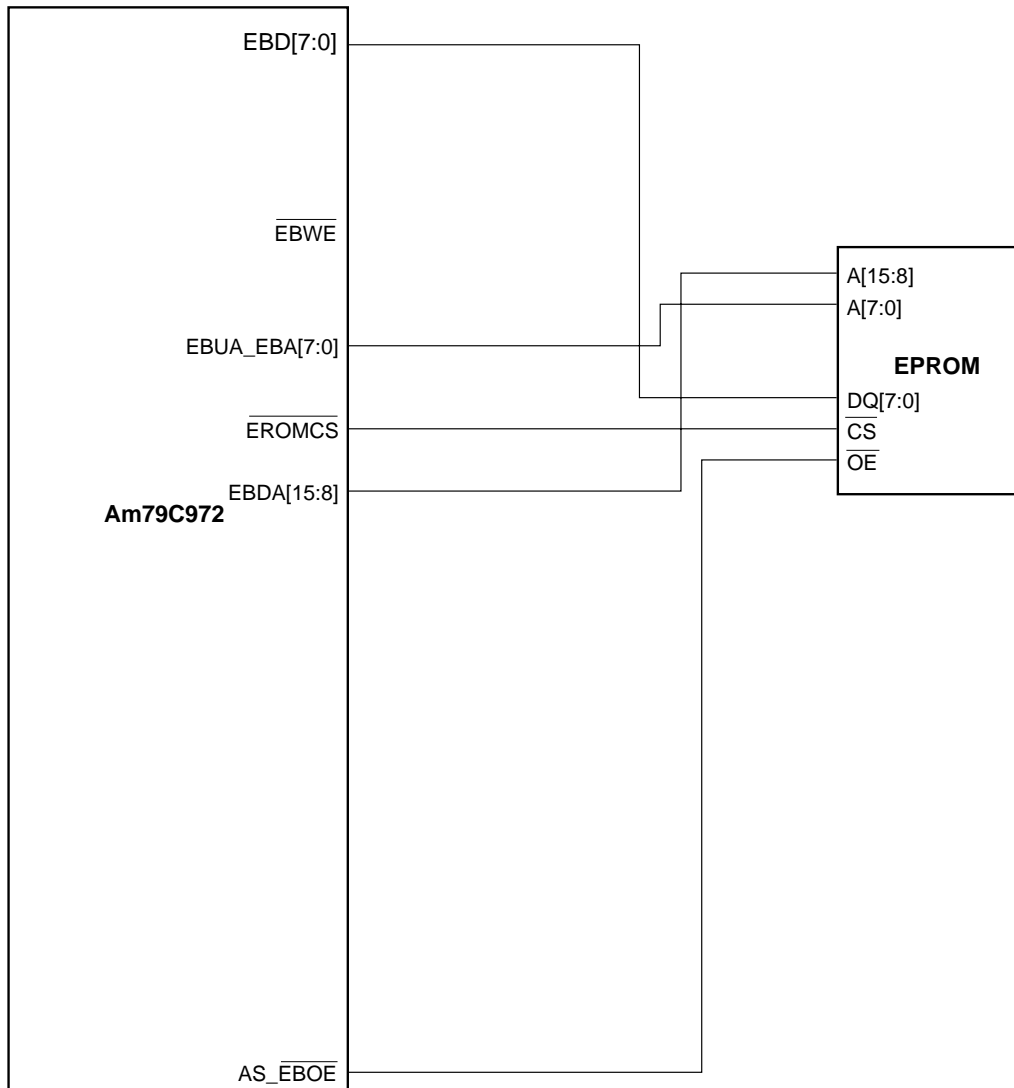 EBD[7:0]
EBWE
A[15:8]
A[7:0]
EBUA_EBA[7:0]
EPROM
DQ[7:0]
EROMCS
CS
OE
EBDA[15:8]
Am79C972
AS_EBOE